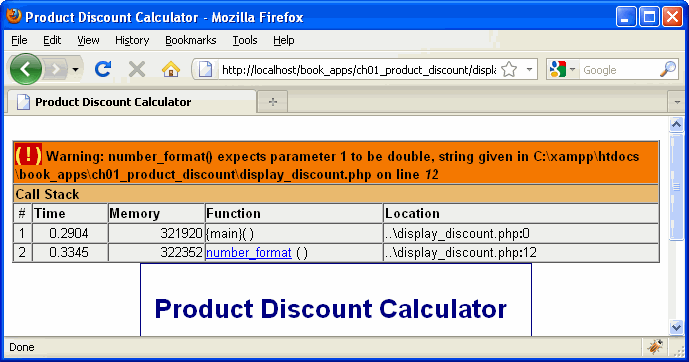 Product Discount Calculator - Mozilla Firefox
File Edit View History Bookmarks Tools Window Help
http://localhost/book_apps/ch01_product_discount/displa
Google
Product Discount Calculator
(!) Warning: number_format() expects parameter 1 to be double, string given in C:\xampp\htdocs
\book_apps\ch01_product_discount\display_discount.php on line 12
Call Stack
# Time Memory Function Location
1 0.2904 321920 {main}( ) ..\display_discount.php:0
2 0.3345 322352 number_format ( ) ..\display_discount.php:12
Product Discount Calculator
Done